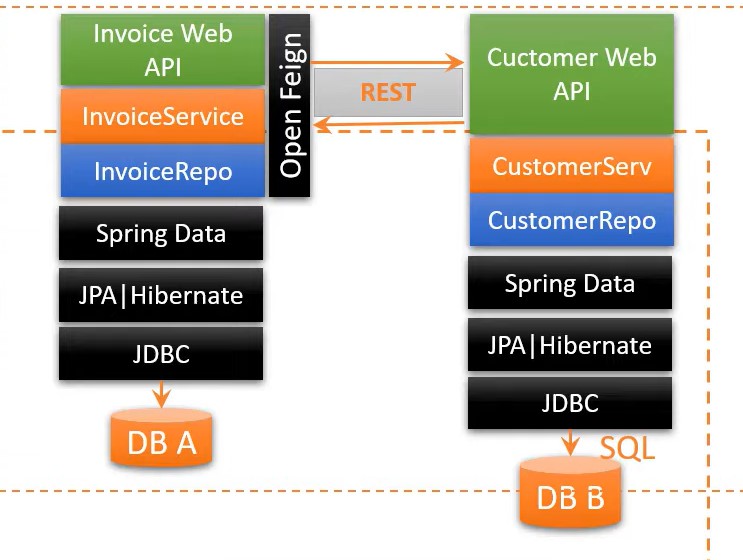 Invoice Web
API
InvoiceService
InvoiceRepo
Spring Data
JPA|Hibernate
JDBC
DB A
Open Feign
REST
Cuctomer Web
API
CustomerServ
CustomerRepo
Spring Data
JPA|Hibernate
JDBC
SQL
DB B